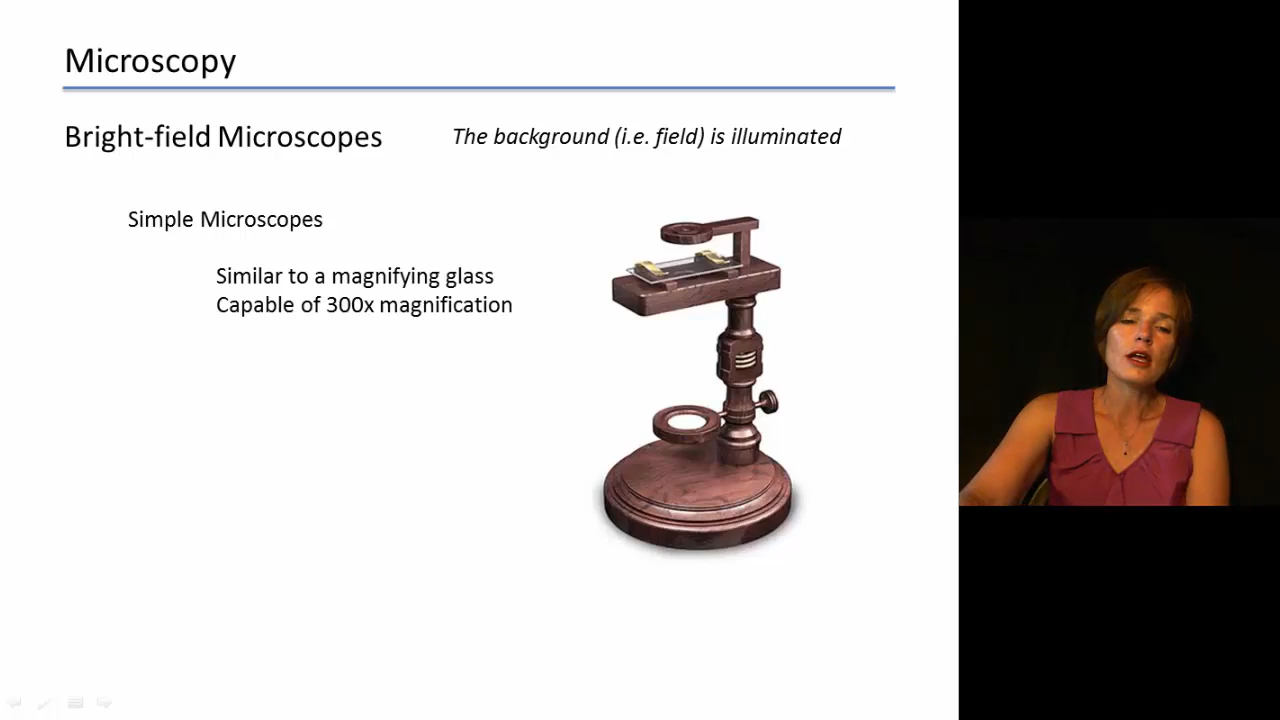 Microscopy
Bright-field Microscopes
The background (i.e. field) is illuminated
Simple Microscopes
Similar to a magnifying glass
Capable of 300x magnification